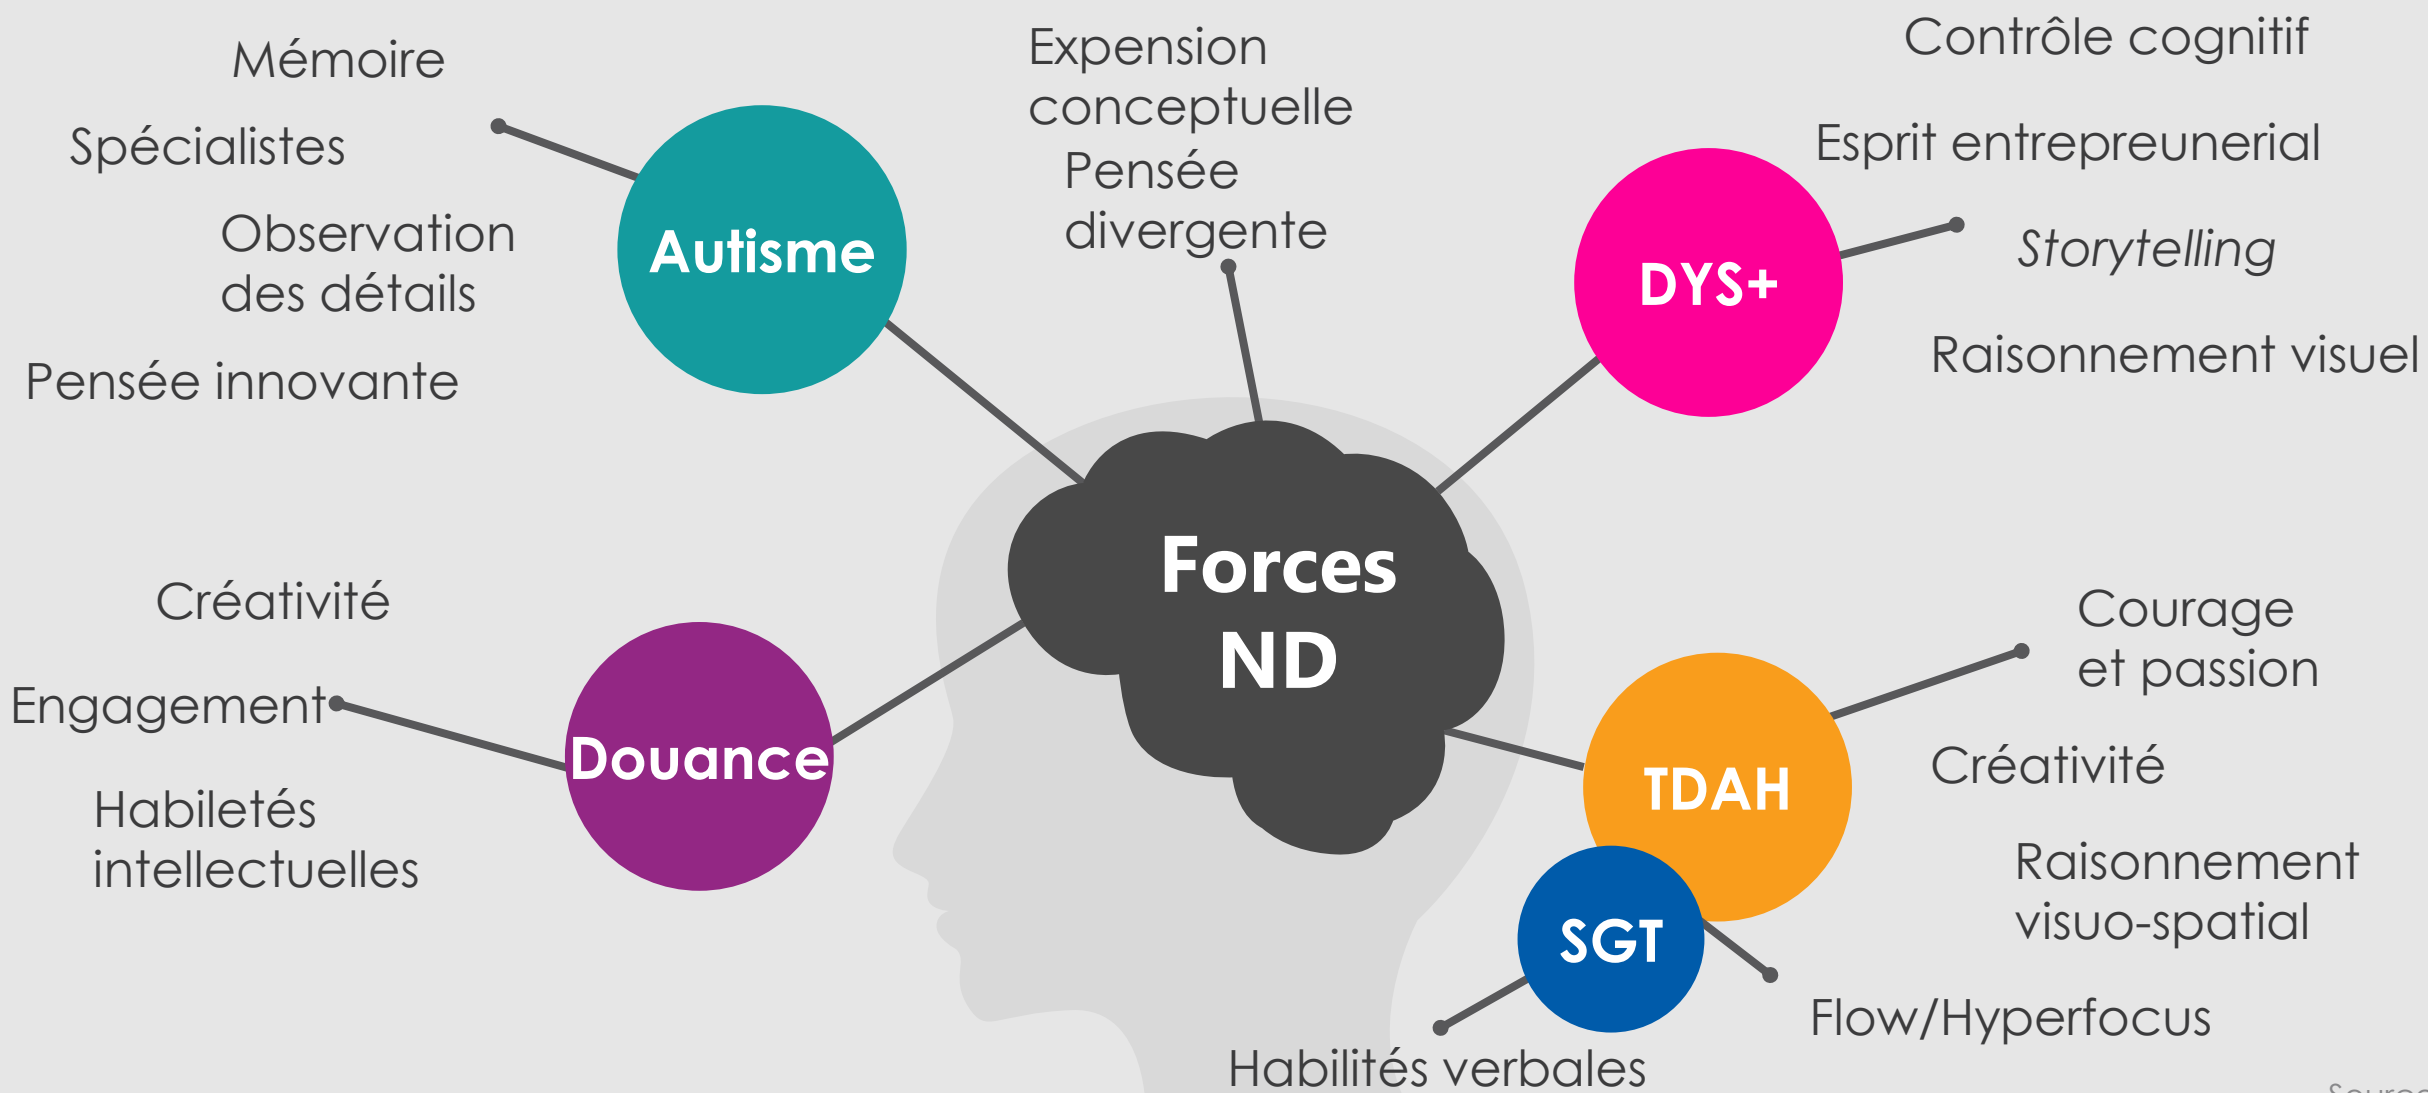 Mémoire
Spécialistes
Observation
des détails
Pensée innovante
Autisme
Expension
conceptuelle
Pensée
divergente
Contrôle cognitif
Esprit entrepreunerial
Storytelling
Raisonnement visuel
DYS+
Forces
ND
Créativité
Engagement
Habiletés
intellectuelles
Douance
Courage
et passion
Créativité
Raisonnement
visuo-spatial
Flow/Hyperfocus
TDAH
SGT
Habilités verbales